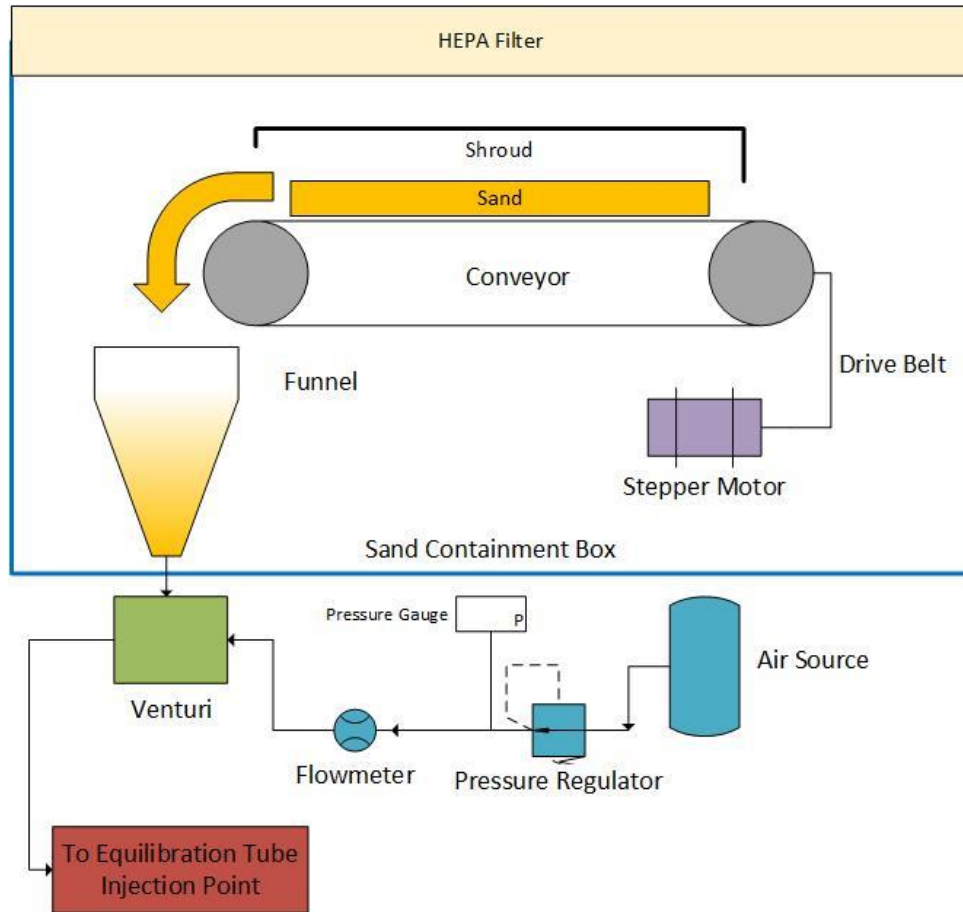 HEPA Filter
Shroud
Sand
Conveyor
Drive Belt
Funnel
Stepper Motor
Sand Containment Box
Pressure Gauge
P
Air Source
Venturi
Flowmeter
Pressure Regulator
To Equilibration Tube
Injection Point